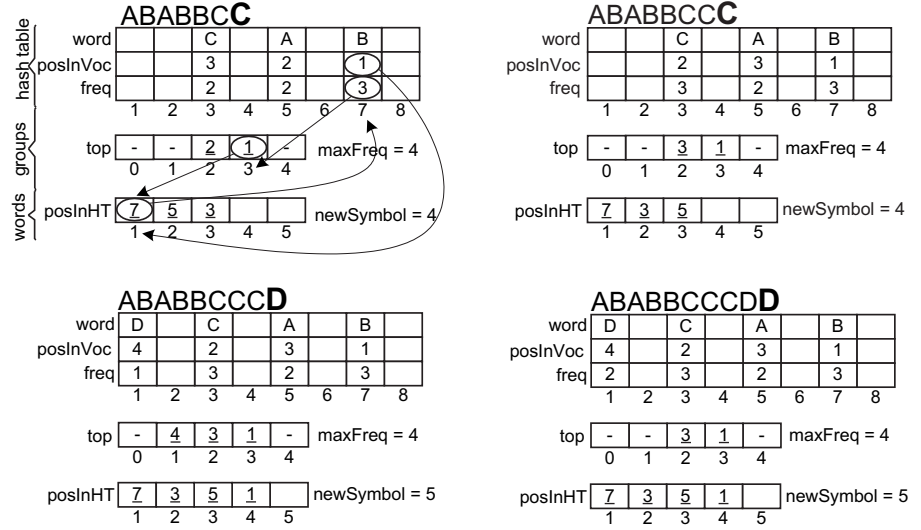 ABABBCC
hash table
word C A B
posInVoc 3 2 1
freq 2 2 3
1 2 3 4 5 6 7 8
groups
top - - 2 1 - maxFreq = 4
0 1 2 3 4
words
posInHT 7 5 3 newSymbol = 4
1 2 3 4 5
ABABBCCC
word C A B
posInVoc 2 3 1
freq 3 2 3
1 2 3 4 5 6 7 8
top - - 3 1 - maxFreq = 4
0 1 2 3 4
posInHT 7 3 5 newSymbol = 4
1 2 3 4 5
ABABBCCCD
word D C A B
posInVoc 4 2 3 1
freq 1 3 2 3
1 2 3 4 5 6 7 8
top - 4 3 1 - maxFreq = 4
0 1 2 3 4
posInHT 7 3 5 1 newSymbol = 5
1 2 3 4 5
ABABBCCCDD
word D C A B
posInVoc 4 2 3 1
freq 2 3 2 3
1 2 3 4 5 6 7 8
top - - 3 1 - maxFreq = 4
0 1 2 3 4
posInHT 7 3 5 1 newSymbol = 5
1 2 3 4 5